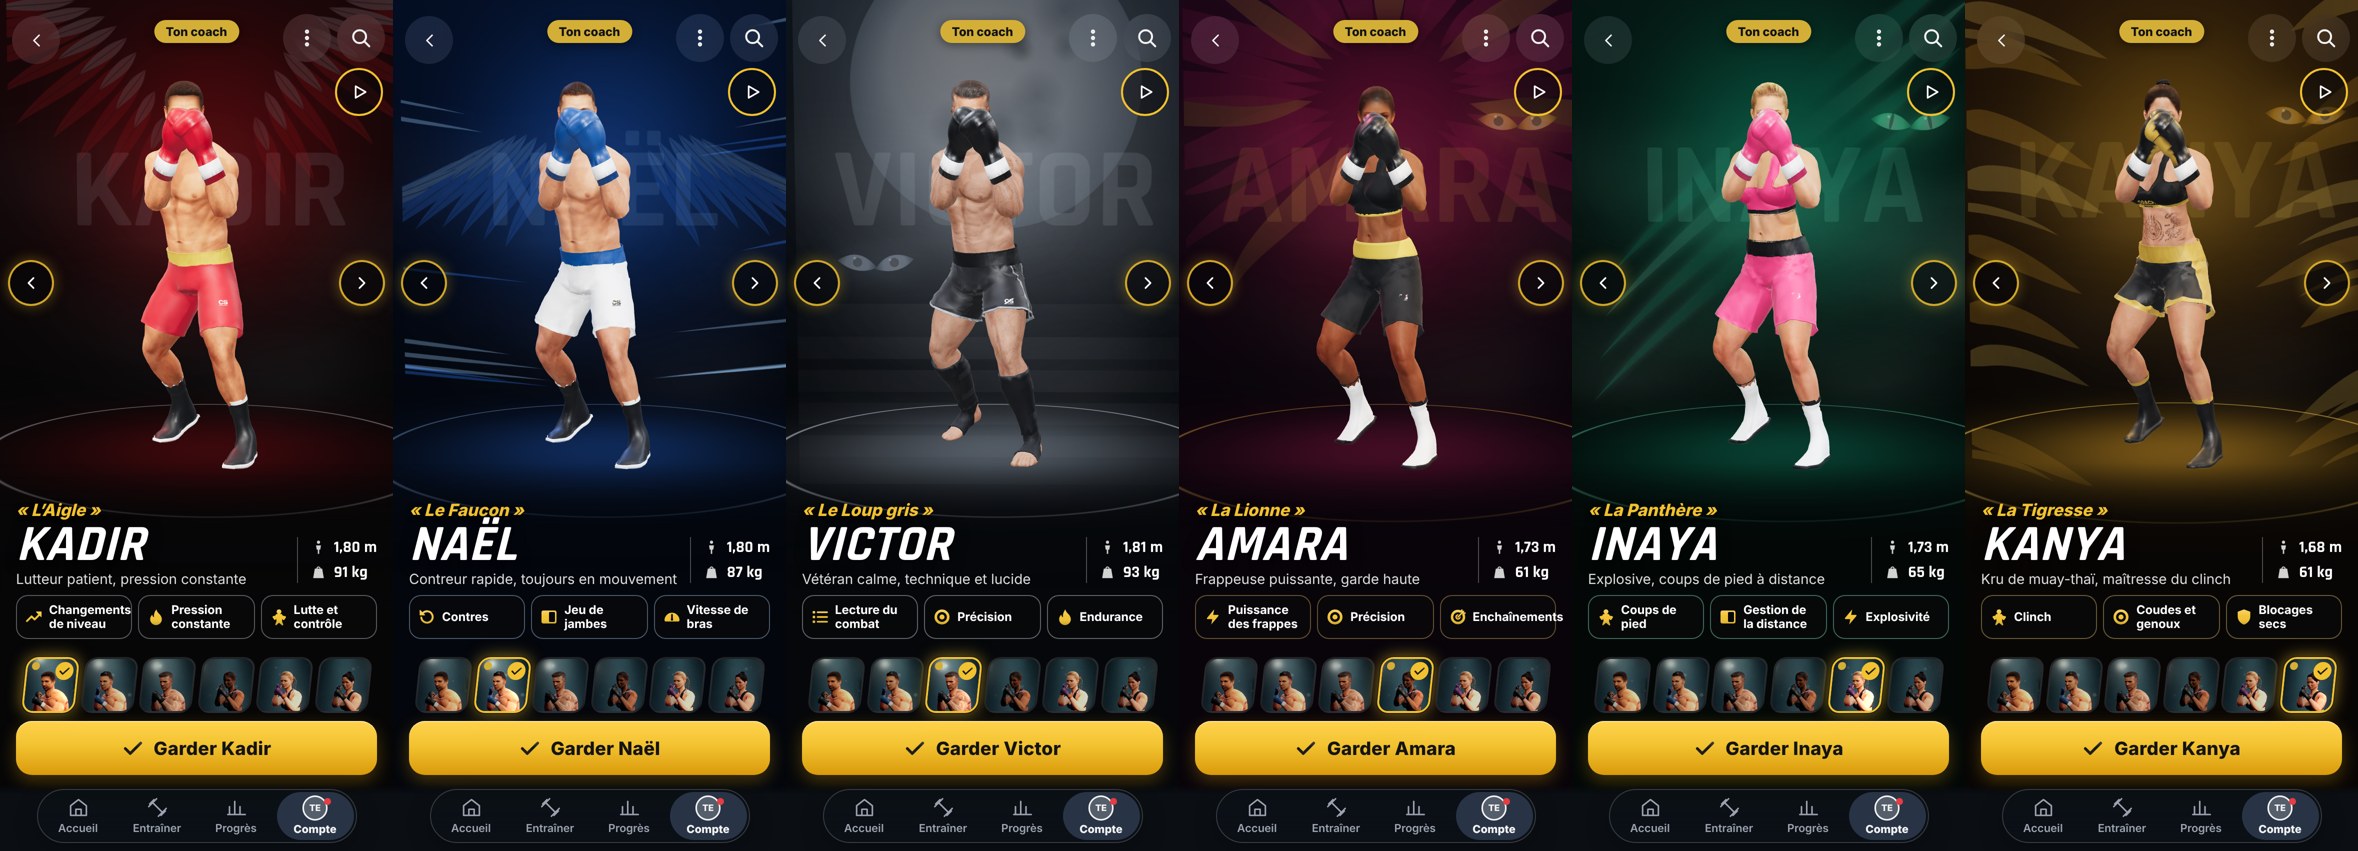 Ton coach
KADIR
« L'Aigle »
KADIR
Lutteur patient, pression constante
1,80 m
91 kg
Changements
de niveau
Pression
constante
Lutte et
contrôle
Garder Kadir
Accueil
Entraîner
Progrès
TE
Compte
Ton coach
NAËL
« Le Faucon »
NAËL
Contreur rapide, toujours en mouvement
1,80 m
87 kg
Contres
Jeu de
jambes
Vitesse de
bras
Garder Naël
Accueil
Entraîner
Progrès
TE
Compte
Ton coach
VICTOR
« Le Loup gris »
VICTOR
Vétéran calme, technique et lucide
1,81 m
93 kg
Lecture du
combat
Précision
Endurance
Garder Victor
Accueil
Entraîner
Progrès
TE
Compte
Ton coach
AMARA
« La Lionne »
AMARA
Frappeuse puissante, garde haute
1,73 m
61 kg
Puissance
des frappes
Précision
Enchaînements
Garder Amara
Accueil
Entraîner
Progrès
TE
Compte
Ton coach
INAYA
« La Panthère »
INAYA
Explosive, coups de pied à distance
1,73 m
65 kg
Coups de
pied
Gestion de
la distance
Explosivité
Garder Inaya
Accueil
Entraîner
Progrès
TE
Compte
Ton coach
KANYA
« La Tigresse »
KANYA
Kru de muay-thaï, maîtresse du clinch
1,68 m
61 kg
Clinch
Coudes et
genoux
Blocages
secs
Garder Kanya
Accueil
Entraîner
Progrès
TE
Compte